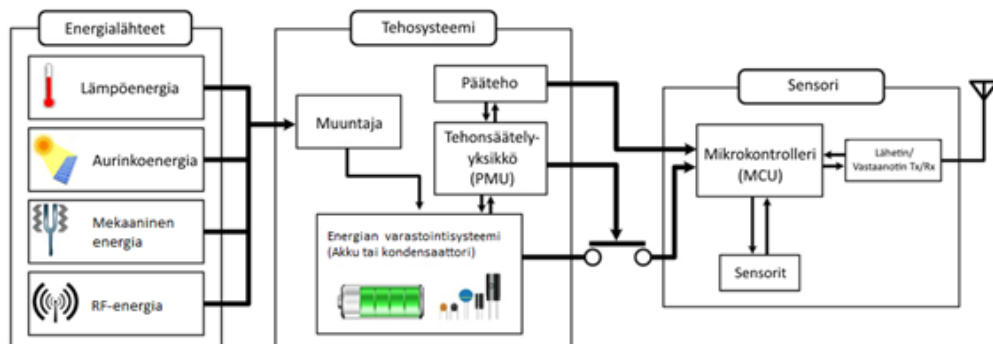 Energialähteet
Lämpöenergia
Aurinkoenergia
Mekaaninen
energia
RF-energia
Tehosysteemi
Muuntaja
Pääteho
Tehonsäätely-
yksikkö
(PMU)
Energian varastointisysteemi
(Akku tai kondensaattori)
Sensori
Mikrokontrolleri
(MCU)
Lähetin/
Vastaanotin Tx/Rx
Sensorit